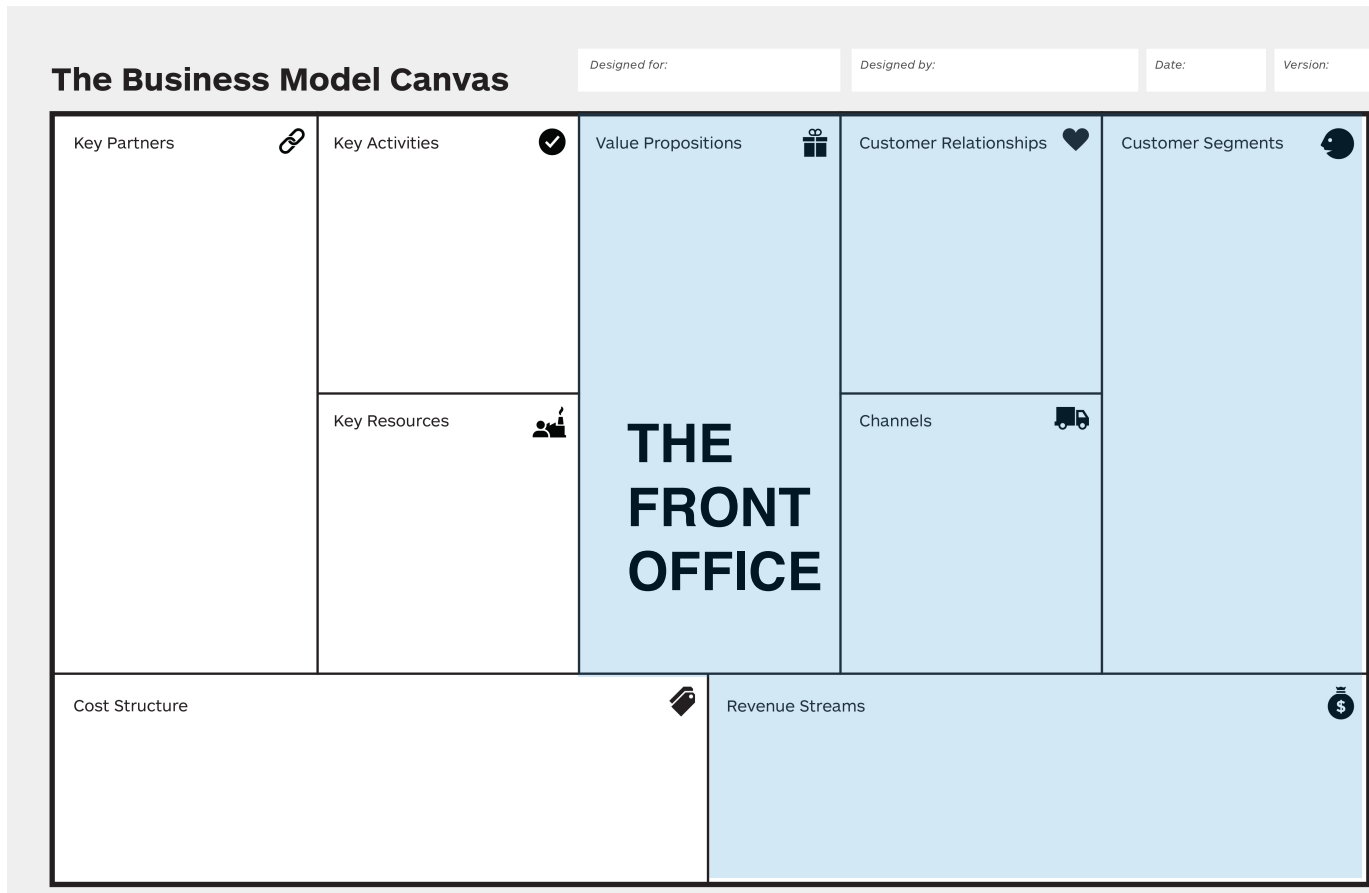 The Business Model Canvas
Designed for:
Designed by:
Date:
Version:
Key Partners
Key Activities
Value Propositions
Customer Relationships
Customer Segments
Key Resources
Channels
THE
FRONT
OFFICE
Cost Structure
Revenue Streams
$